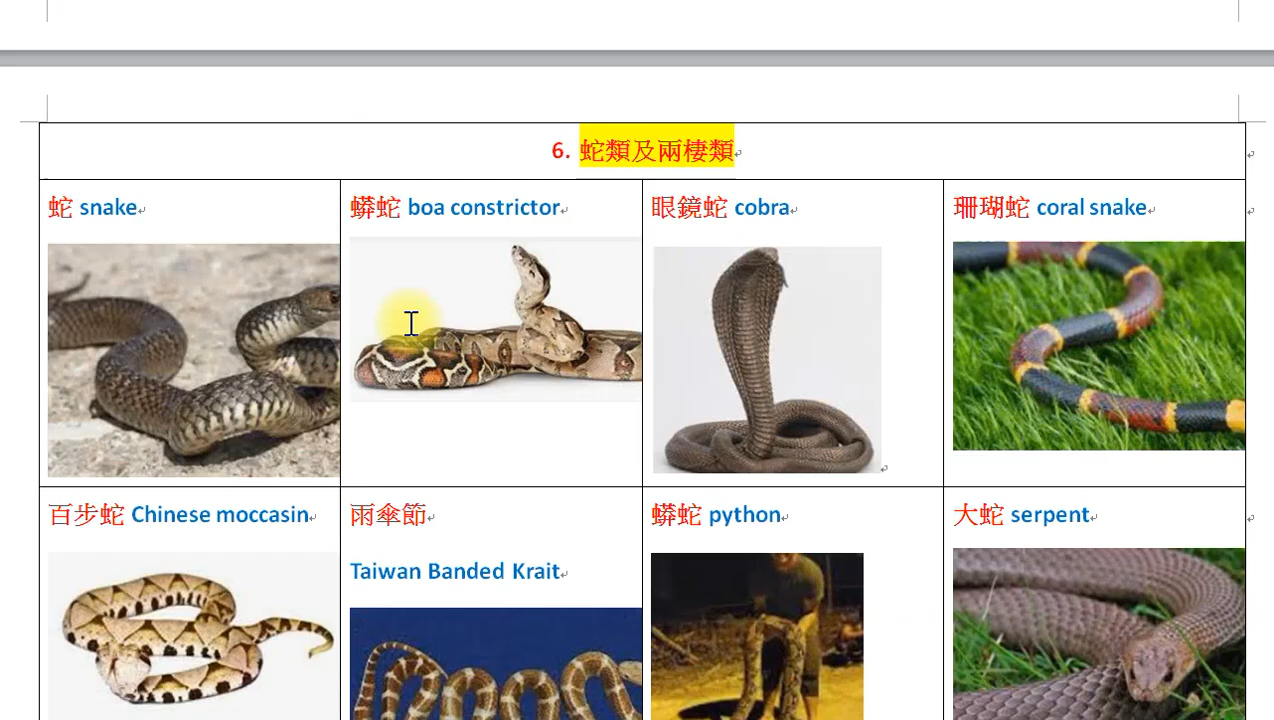 6. 蛇類及兩棲類
蛇 snake
蟒蛇 boa constrictor
眼鏡蛇 cobra
珊瑚蛇 coral snake
百步蛇 Chinese moccasin
雨傘節
Taiwan Banded Krait
蟒蛇 python
大蛇 serpent